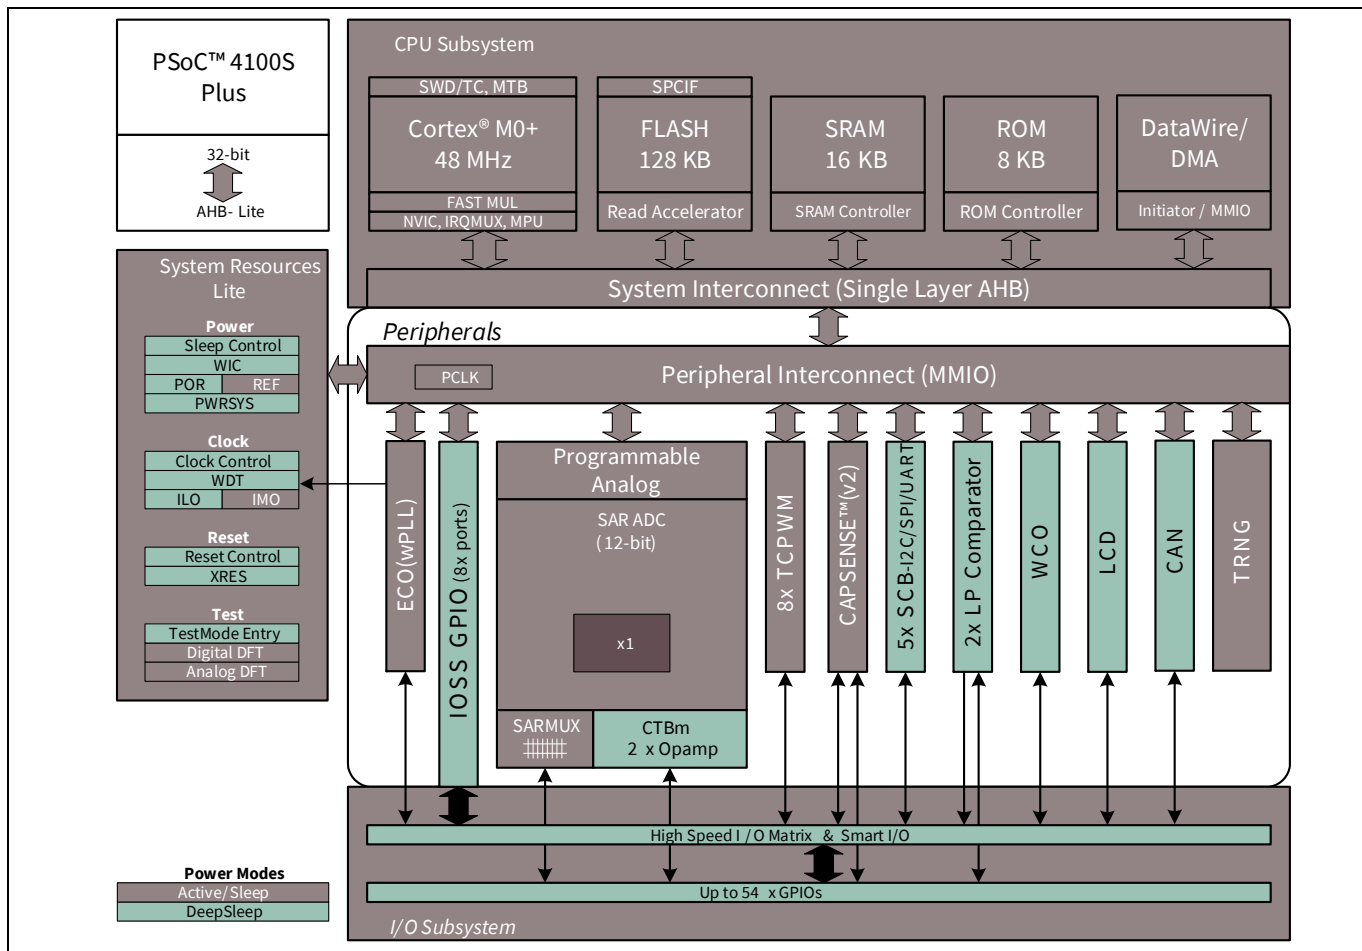 PSoC™ 4100S
Plus
32-bit
AHB- Lite
CPU Subsystem
SWD/TC, MTB
Cortex® M0+
48 MHz
FAST MUL
NVIC, IRQMUX, MPU
SPCIF
FLASH
128 KB
Read Accelerator
SRAM
16 KB
SRAM Controller
ROM
8 KB
ROM Controller
DataWire/
DMA
Initiator / MMIO
System Interconnect (Single Layer AHB)
System Resources
Lite
Power
Sleep Control
WIC
POR REF
PWRSYS
Clock
Clock Control
WDT
ILO IMO
Reset
Reset Control
XRES
Test
TestMode Entry
Digital DFT
Analog DFT
Peripherals
PCLK
Peripheral Interconnect (MMIO)
ECO(wPLL)
IOSS GPIO (8x ports)
Programmable
Analog
SAR ADC
(12-bit)
x1
SARMUX
CTBm
2 x Opamp
8x TCPWM
CAPSENSE™(v2)
5x SCB-I2C/SPI/UART
2x LP Comparator
WCO
LCD
CAN
TRNG
High Speed I / O Matrix & Smart I/O
Up to 54 x GPIOs
I/O Subsystem
Power Modes
Active/Sleep
DeepSleep